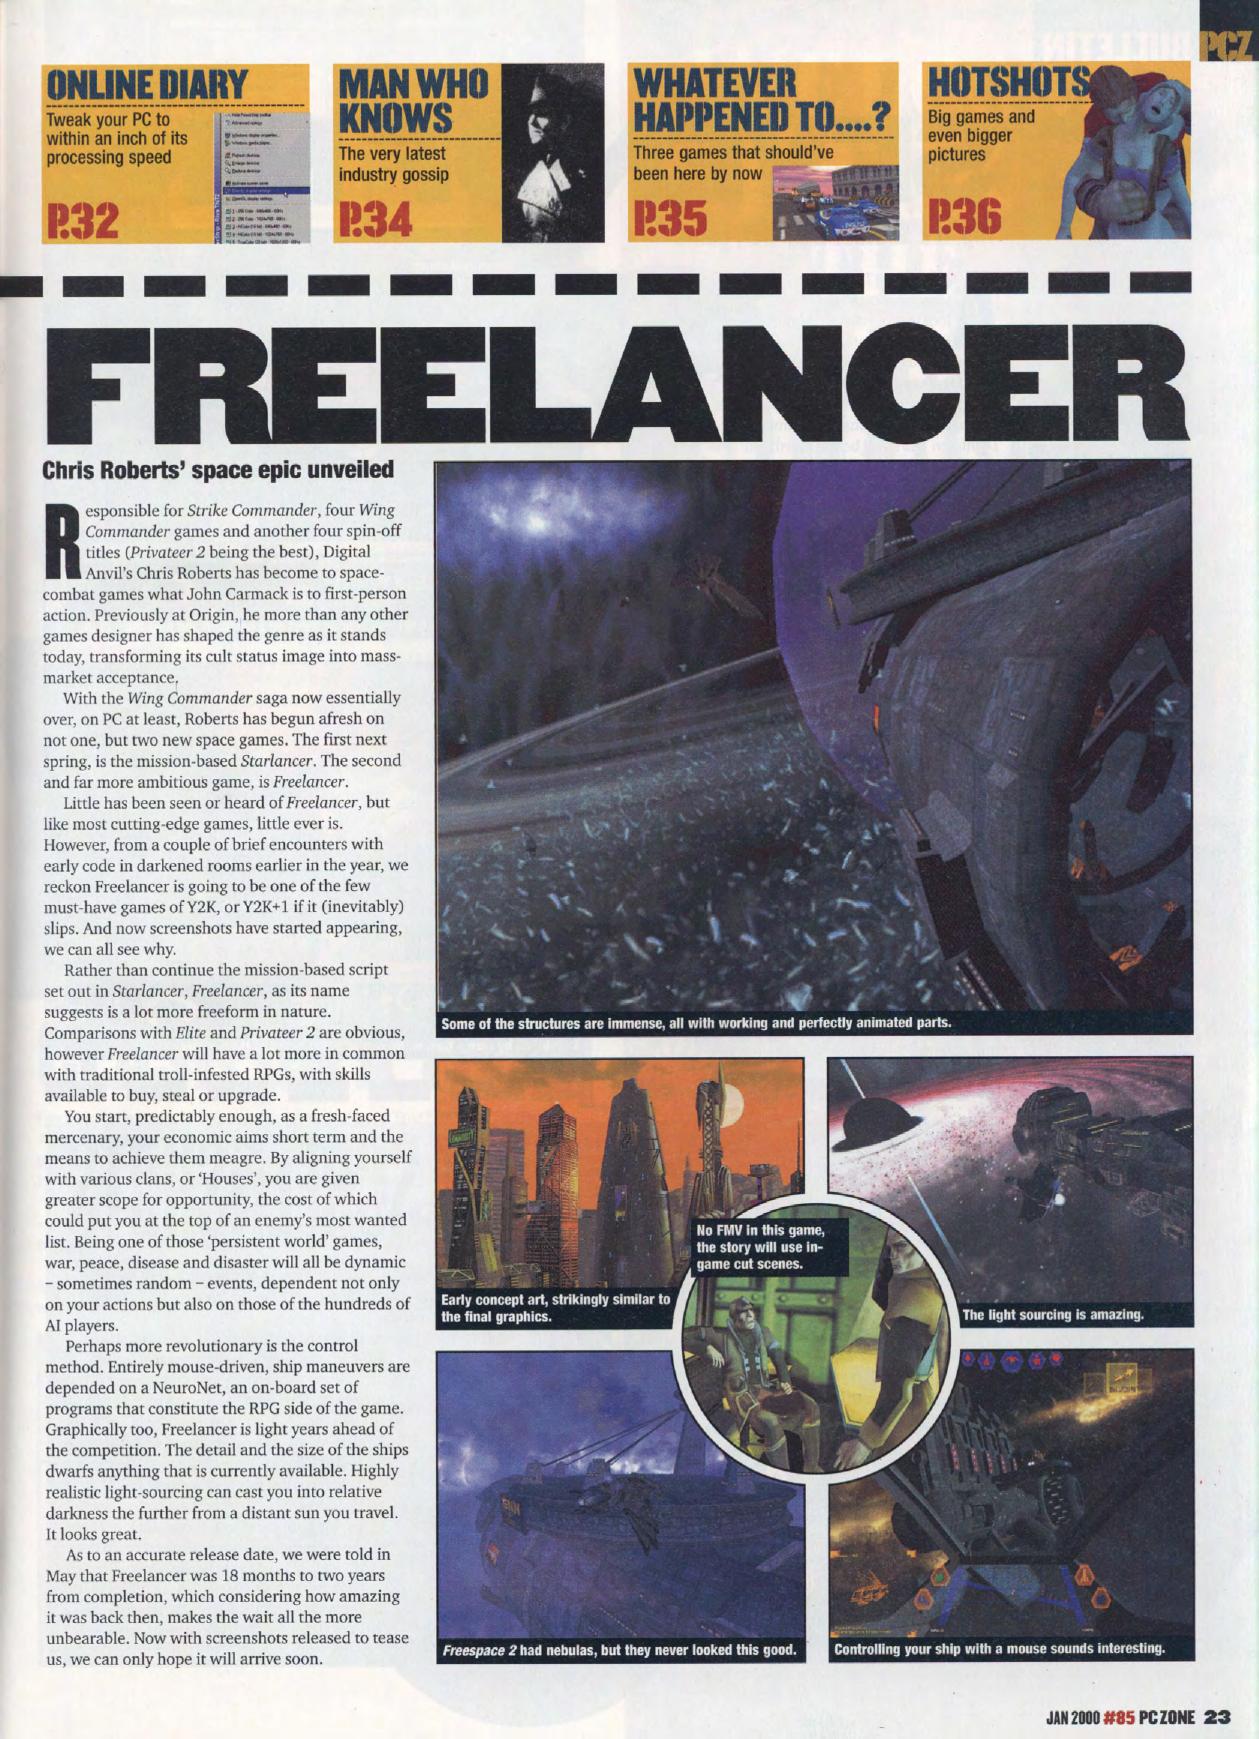 PCZ
ONLINE DIARY
Tweak your PC to
within an inch of its
processing speed
P.32
MAN WHO
KNOWS
The very latest
industry gossip
P.34
WHATEVER
HAPPENED TO....?
Three games that should've
been here by now
P.35
HOTSHOTS
Big games and
even bigger
pictures
P.36
FREELANCER
Chris Roberts' space epic unveiled
Responsible for Strike Commander, four Wing
Commander games and another four spin-off
titles (Privateer 2 being the best), Digital
Anvil's Chris Roberts has become to space-
combat games what John Carmack is to first-person
action. Previously at Origin, he more than any other
games designer has shaped the genre as it stands
today, transforming its cult status image into mass-
market acceptance.
With the Wing Commander saga now essentially
over, on PC at least, Roberts has begun afresh on
not one, but two new space games. The first next
spring, is the mission-based Starlancer. The second
and far more ambitious game, is Freelancer.
Little has been seen or heard of Freelancer, but
like most cutting-edge games, little ever is.
However, from a couple of brief encounters with
early code in darkened rooms earlier in the year, we
reckon Freelancer is going to be one of the few
must-have games of Y2K, or Y2K+1 if it (inevitably)
slips. And now screenshots have started appearing,
we can all see why.
Rather than continue the mission-based script
set out in Starlancer, Freelancer, as its name
suggests is a lot more freeform in nature.
Comparisons with Elite and Privateer 2 are obvious,
however Freelancer will have a lot more in common
with traditional troll-infested RPGs, with skills
available to buy, steal or upgrade.
You start, predictably enough, as a fresh-faced
mercenary, your economic aims short term and the
means to achieve them meagre. By aligning yourself
with various clans, or 'Houses', you are given
greater scope for opportunity, the cost of which
could put you at the top of an enemy's most wanted
list. Being one of those 'persistent world' games,
war, peace, disease and disaster will all be dynamic
– sometimes random – events, dependent not only
on your actions but also on those of the hundreds of
AI players.
Perhaps more revolutionary is the control
method. Entirely mouse-driven, ship maneuvers are
depended on a NeuroNet, an on-board set of
programs that constitute the RPG side of the game.
Graphically too, Freelancer is light years ahead of
the competition. The detail and the size of the ships
dwarfs anything that is currently available. Highly
realistic light-sourcing can cast you into relative
darkness the further from a distant sun you travel.
It looks great.
As to an accurate release date, we were told in
May that Freelancer was 18 months to two years
from completion, which considering how amazing
it was back then, makes the wait all the more
unbearable. Now with screenshots released to tease
us, we can only hope it will arrive soon.
Some of the structures are immense, all with working and perfectly animated parts.
Early concept art, strikingly similar to
the final graphics.
No FMV in this game,
the story will use in-
game cut scenes.
The light sourcing is amazing.
Freespace 2 had nebulas, but they never looked this good.
Controlling your ship with a mouse sounds interesting.
JAN 2000 #85 PC ZONE 23